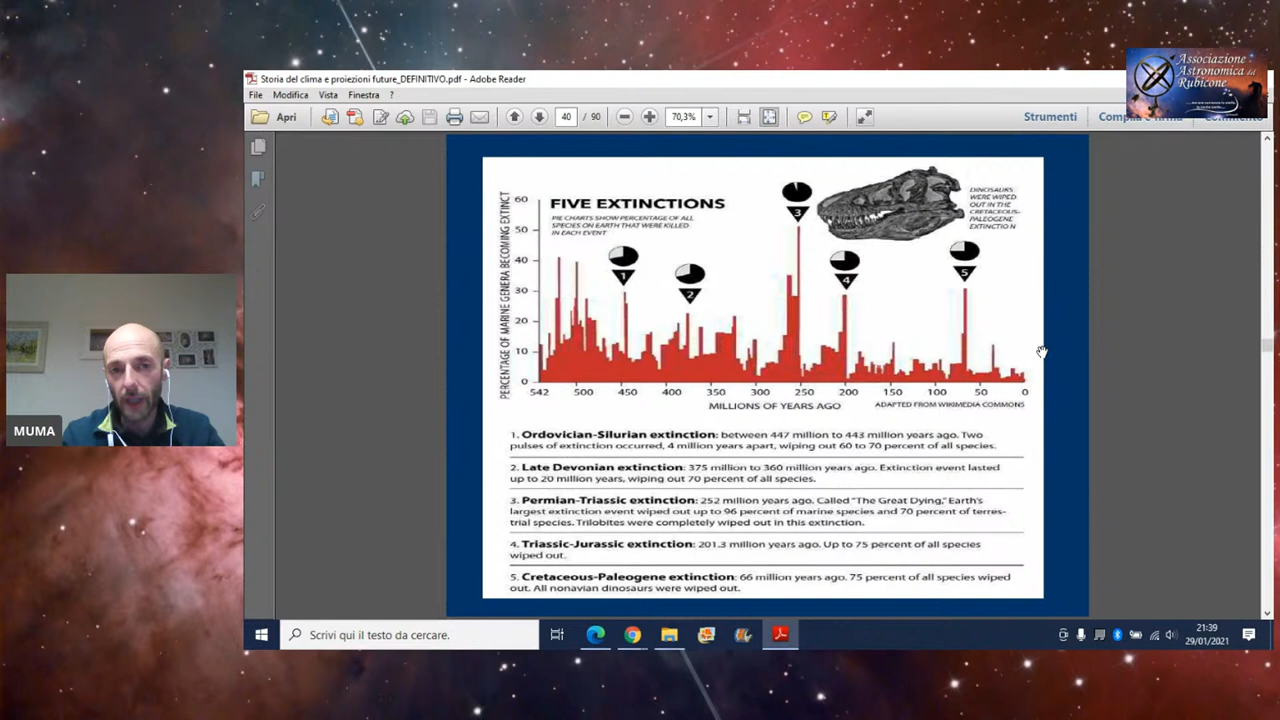 Storia del clima e proiezioni future_DEFINITIVO.pdf - Adobe Reader
File Modifica Vista Finestra ?
Apri 40 / 90 70,3% Strumenti
Associazione
Astronomica del
Rubicone
FIVE EXTINCTIONS
PIE CHARTS SHOW PERCENTAGE OF ALL
SPECIES ON EARTH THAT WERE KILLED
IN EACH EVENT
DINOSAURS
WERE WIPED
OUT IN THE
CRETACEOUS-
PALEOGENE
EXTINCTION
PERCENTAGE OF MARINE GENERA BECOMING EXTINCT
60
50
40
30
20
10
0
1
2
3
4
5
542 500 450 400 350 300 250 200 150 100 50 0
MILLIONS OF YEARS AGO
ADAPTED FROM WIKIMEDIA COMMONS
1. Ordovician-Silurian extinction: between 447 million to 443 million years ago. Two
pulses of extinction occurred, 4 million years apart, wiping out 60 to 70 percent of all species.
2. Late Devonian extinction: 375 million to 360 million years ago. Extinction event lasted
up to 20 million years, wiping out 70 percent of all species.
3. Permian-Triassic extinction: 252 million years ago. Called "The Great Dying," Earth's
largest extinction event wiped out up to 96 percent of marine species and 70 percent of terres-
trial species. Trilobites were completely wiped out in this extinction.
4. Triassic-Jurassic extinction: 201.3 million years ago. Up to 75 percent of all species
wiped out.
5. Cretaceous-Paleogene extinction: 66 million years ago. 75 percent of all species wiped
out. All nonavian dinosaurs were wiped out.
MUMA
Scrivi qui il testo da cercare.
21:39
29/01/2021